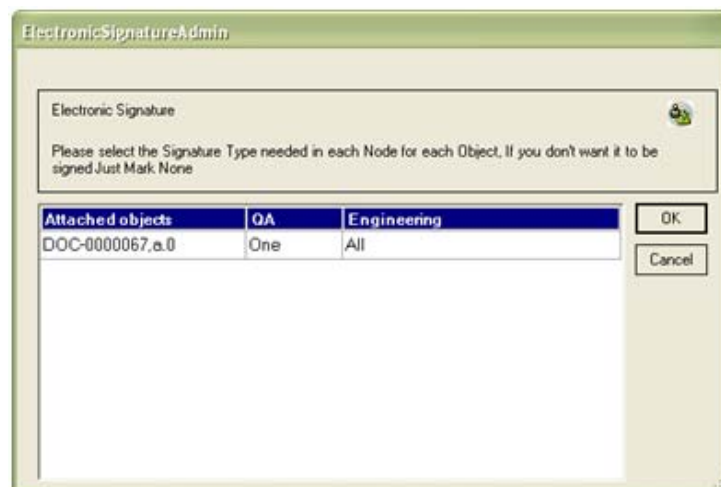 ElectronicSignatureAdmin
Electronic Signature
Please select the Signature Type needed in each Node for each Object, If you don't want it to be
signed Just Mark None
Attached objects QA Engineering OK
DOC-0000067,a.0 One All
Cancel